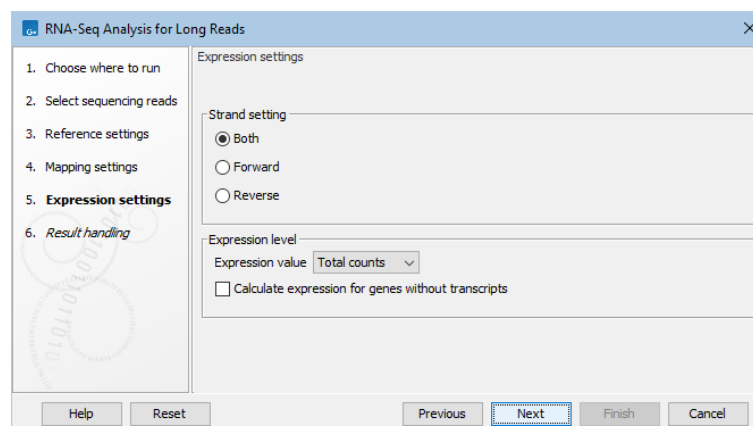 RNA-Seq Analysis for Long Reads
1. Choose where to run
2. Select sequencing reads
3. Reference settings
4. Mapping settings
5. Expression settings
6. Result handling
Expression settings
Strand setting
Both
Forward
Reverse
Expression level
Expression value Total counts
Calculate expression for genes without transcripts
Help Reset Previous Next Finish Cancel